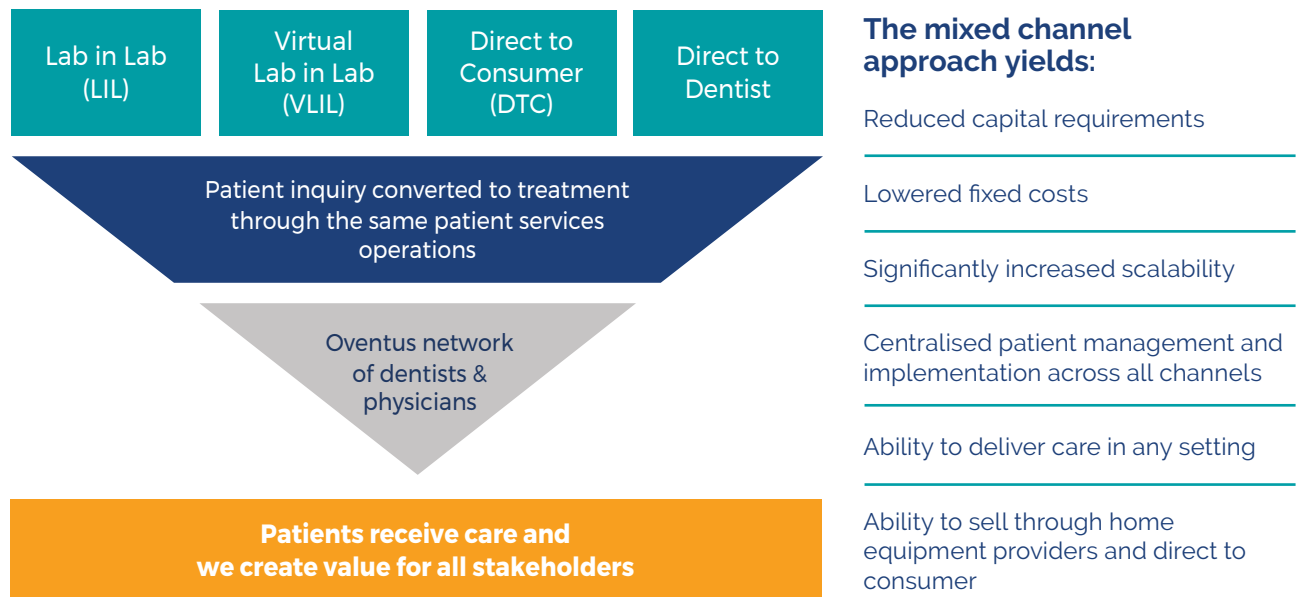 Lab in Lab
(LIL)
Virtual
Lab in Lab
(VLIL)
Direct to
Consumer
(DTC)
Direct to
Dentist
Patient inquiry converted to treatment
through the same patient services
operations
Oventus network
of dentists &
physicians
Patients receive care and
we create value for all stakeholders
The mixed channel
approach yields:
Reduced capital requirements
Lowered fixed costs
Significantly increased scalability
Centralised patient management and
implementation across all channels
Ability to deliver care in any setting
Ability to sell through home
equipment providers and direct to
consumer